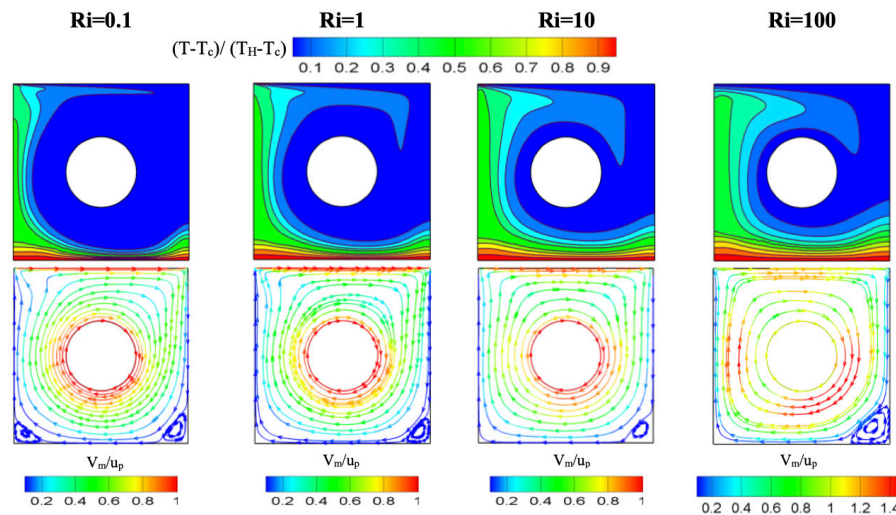 Ri=0.1 Ri=1 Ri=10 Ri=100
(T-Tc)/ (TH-Tc)
0.1 0.2 0.3 0.4 0.5 0.6 0.7 0.8 0.9
Vm/up Vm/up Vm/up Vm/up
0.2 0.4 0.6 0.8 1 0.2 0.4 0.6 0.8 1 0.2 0.4 0.6 0.8 1 0.2 0.4 0.6 0.8 1 1.2 1.4